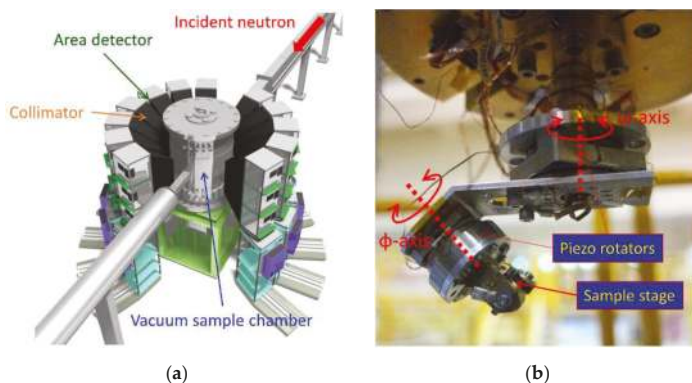 Incident neutron
Area detector
Collimator
Vacuum sample chamber
(a)
ω-axis
ϕ-axis
Piezo rotators
Sample stage
(b)